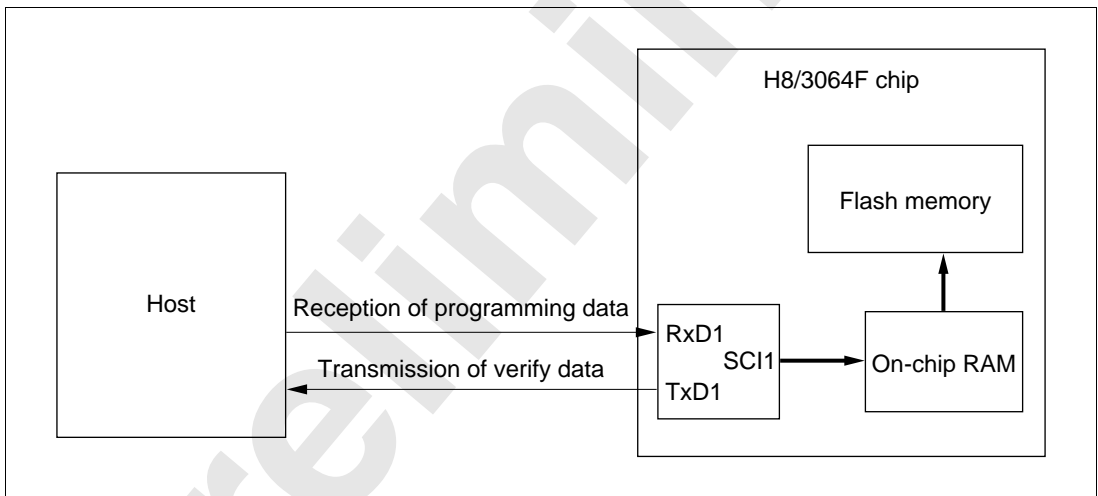 H8/3064F chip
Flash memory
Host
Reception of programming data
RxD1
SCI1
On-chip RAM
Transmission of verify data
TxD1
relimin